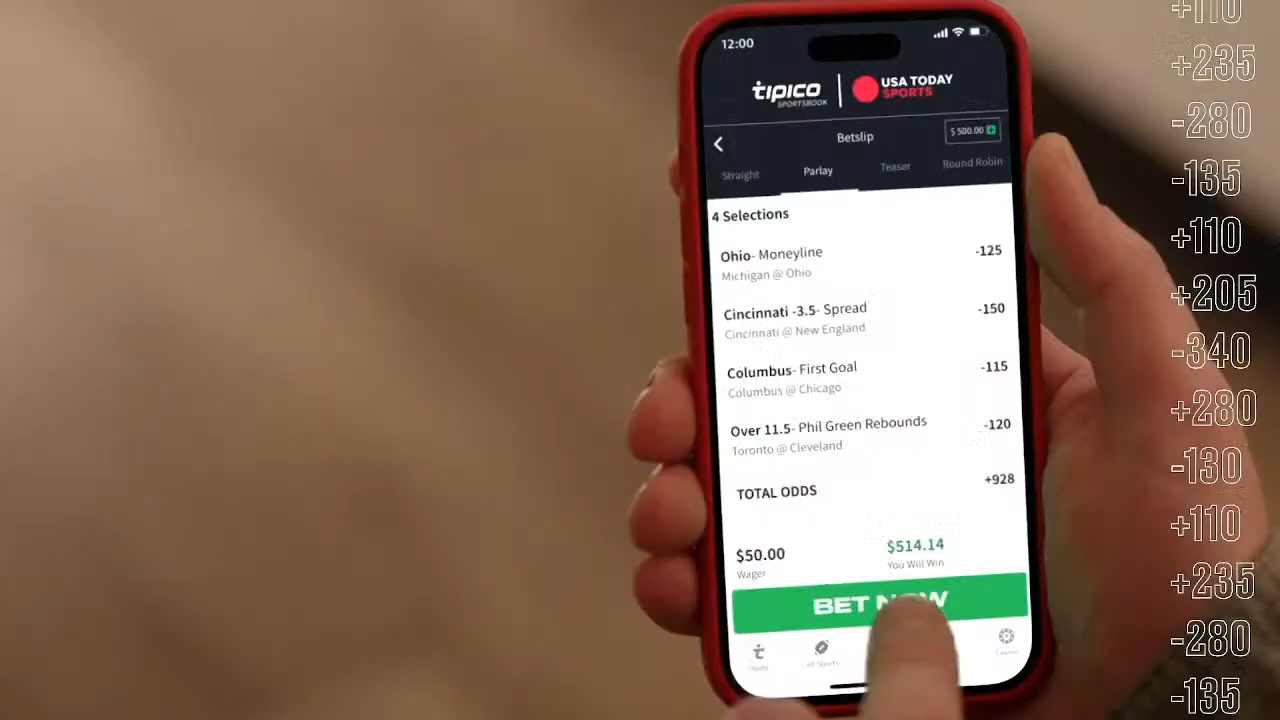 12:00
tipico
SPORTSBOOK
USA TODAY
SPORTS
Betslip
$ 500.00
Straight
Parlay
Teaser
Round Robin
4 Selections
Ohio- Moneyline
-125
Michigan @ Ohio
Cincinnati -3.5- Spread
-150
Cincinnati @ New England
Columbus- First Goal
-115
Columbus @ Chicago
Over 11.5- Phil Green Rebounds
-120
Toronto @ Cleveland
TOTAL ODDS
+928
$50.00
$514.14
Wager
You Will Win
BET NOW
All Sports
+110
+235
-280
-135
+110
+205
-340
+280
-130
+110
+235
-280
-135